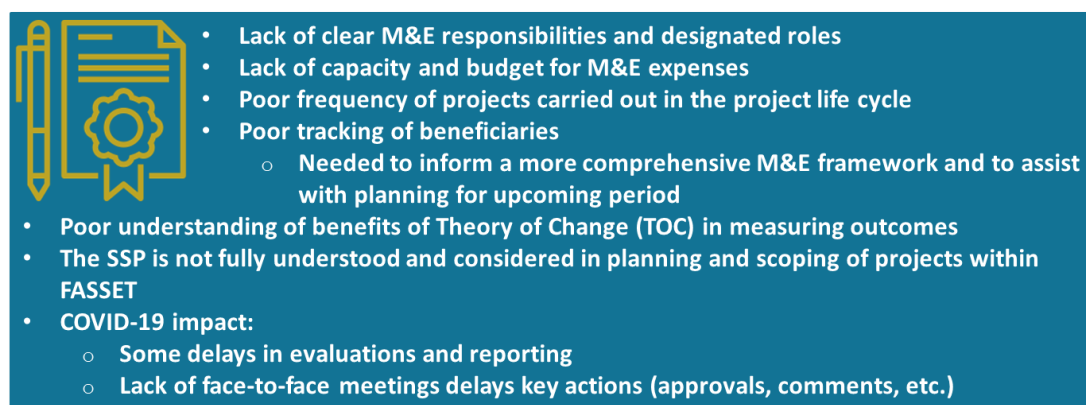 • Lack of clear M&E responsibilities and designated roles
• Lack of capacity and budget for M&E expenses
• Poor frequency of projects carried out in the project life cycle
• Poor tracking of beneficiaries
o Needed to inform a more comprehensive M&E framework and to assist
with planning for upcoming period
• Poor understanding of benefits of Theory of Change (TOC) in measuring outcomes
• The SSP is not fully understood and considered in planning and scoping of projects within
FASSET
• COVID-19 impact:
o Some delays in evaluations and reporting
o Lack of face-to-face meetings delays key actions (approvals, comments, etc.)